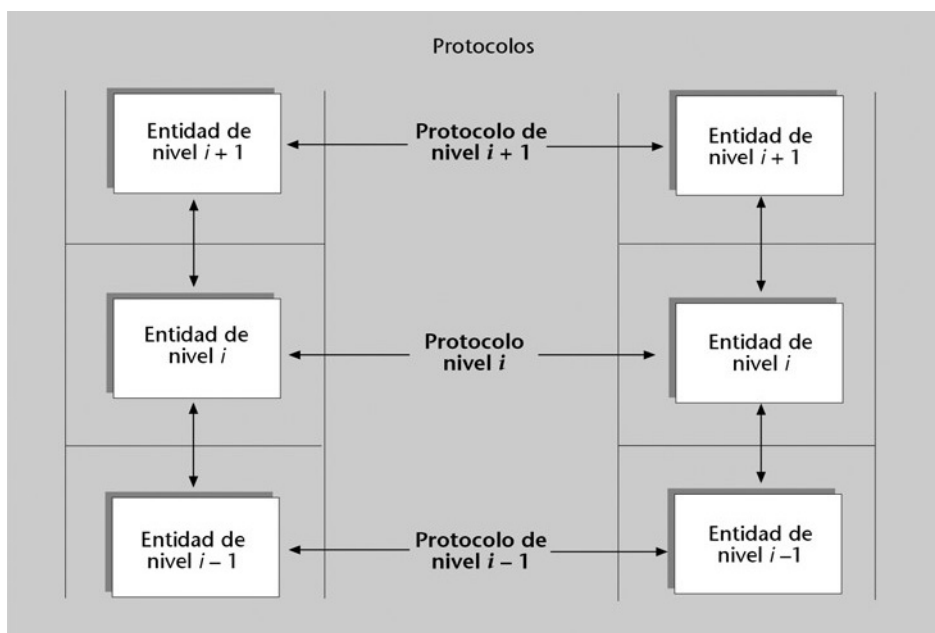 Protocolos
Entidad de
nivel i + 1
Protocolo de
nivel i + 1
Entidad de
nivel i + 1
Entidad de
nivel i
Protocolo
nivel i
Entidad de
nivel i
Entidad de
nivel i – 1
Protocolo de
nivel i – 1
Entidad de
nivel i –1